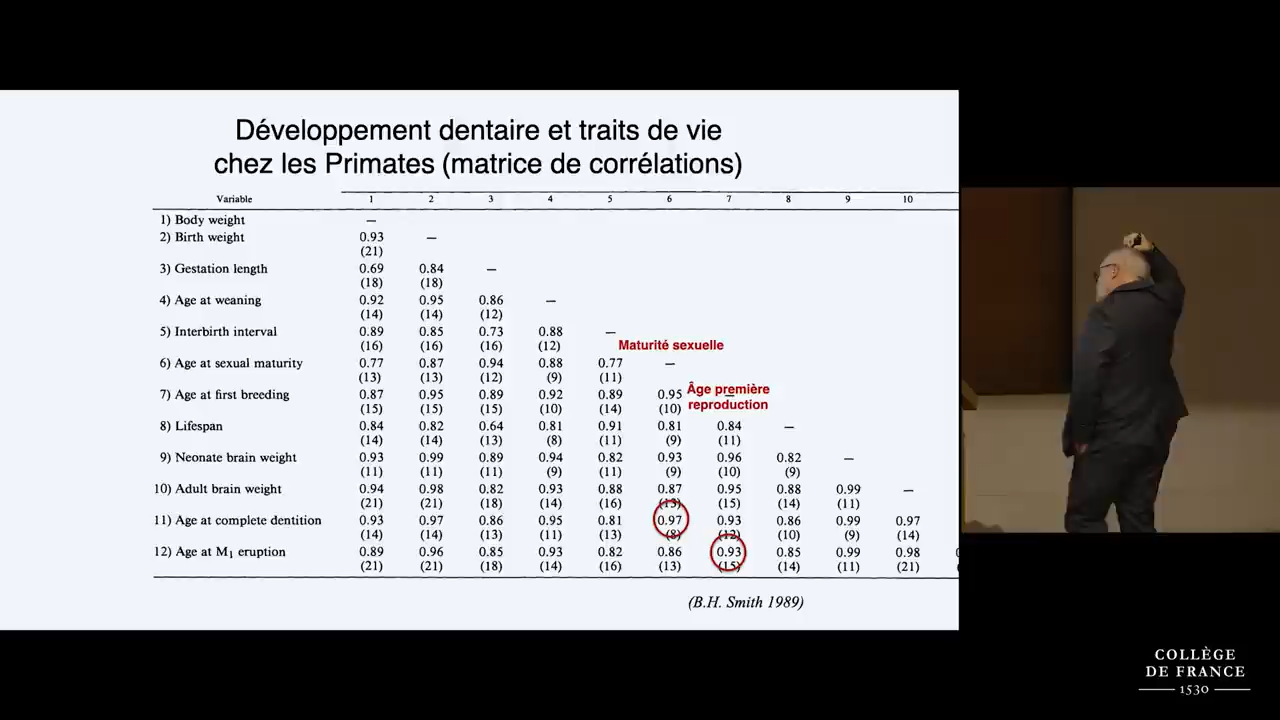 Développement dentaire et traits de vie
chez les Primates (matrice de corrélations)
Variable 1 2 3 4 5 6 7 8 9 10
1) Body weight —
2) Birth weight 0.93 —
(21)
3) Gestation length 0.69 0.84 —
(18) (18)
4) Age at weaning 0.92 0.95 0.86 —
(14) (14) (12)
5) Interbirth interval 0.89 0.85 0.73 0.88 —
(16) (16) (16) (12)
Maturité sexuelle
6) Age at sexual maturity 0.77 0.87 0.94 0.88 0.77 —
(13) (13) (12) (9) (11)
Âge première
7) Age at first breeding 0.87 0.95 0.89 0.92 0.89 0.95 —
reproduction
(15) (15) (15) (10) (14) (10)
8) Lifespan 0.84 0.82 0.64 0.81 0.91 0.81 0.84 —
(14) (14) (13) (8) (11) (9) (11)
9) Neonate brain weight 0.93 0.99 0.89 0.94 0.82 0.93 0.96 0.82 —
(11) (11) (11) (9) (11) (9) (10) (9)
10) Adult brain weight 0.94 0.98 0.82 0.93 0.88 0.87 0.95 0.88 0.99 —
(21) (21) (18) (14) (16) (13) (15) (14) (11)
11) Age at complete dentition 0.93 0.97 0.86 0.95 0.81 0.97 0.93 0.86 0.99 0.97
(14) (14) (13) (11) (13) (8) (12) (10) (9) (14)
12) Age at M₁ eruption 0.89 0.96 0.85 0.93 0.82 0.86 0.93 0.85 0.99 0.98
(21) (21) (18) (14) (16) (13) (15) (14) (11) (21)
(B.H. Smith 1989)
COLLÈGE
DE FRANCE
1530